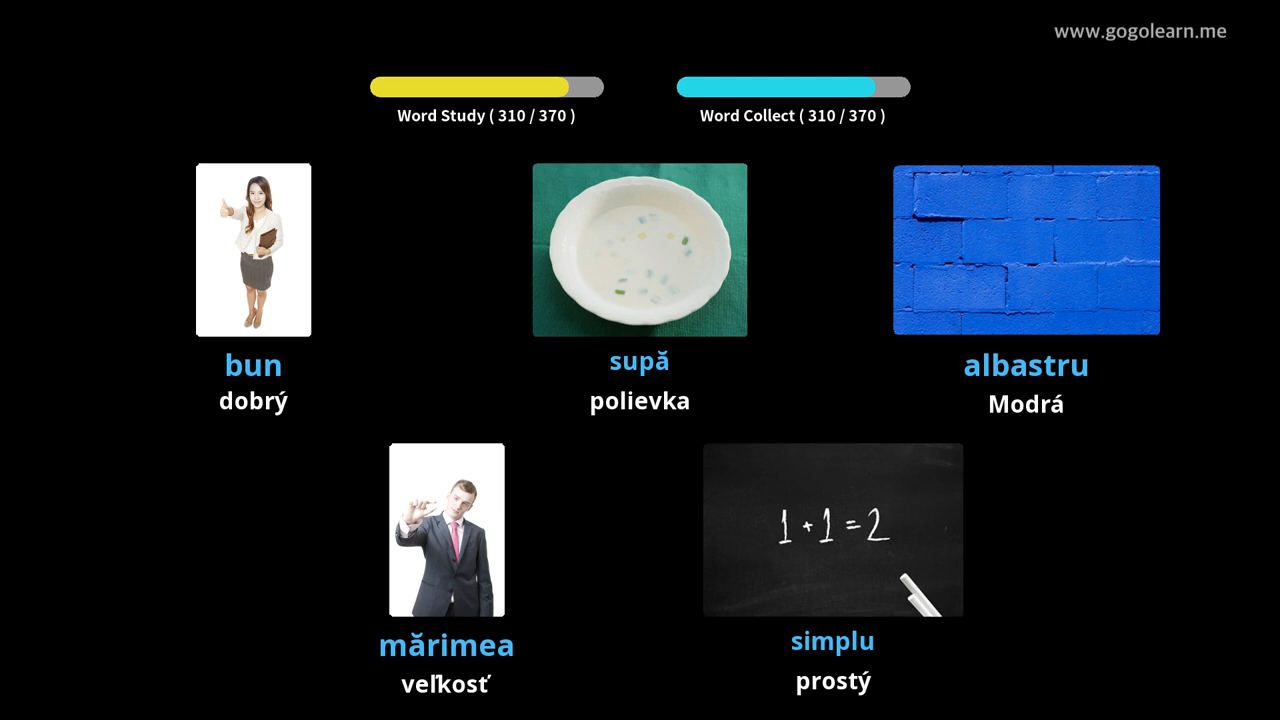 www.gogolearn.me
Word Study ( 310 / 370 )
Word Collect ( 310 / 370 )
bun
dobrý
supă
polievka
albastru
Modrá
1 + 1 = 2
mărimea
veľkosť
simplu
prostý